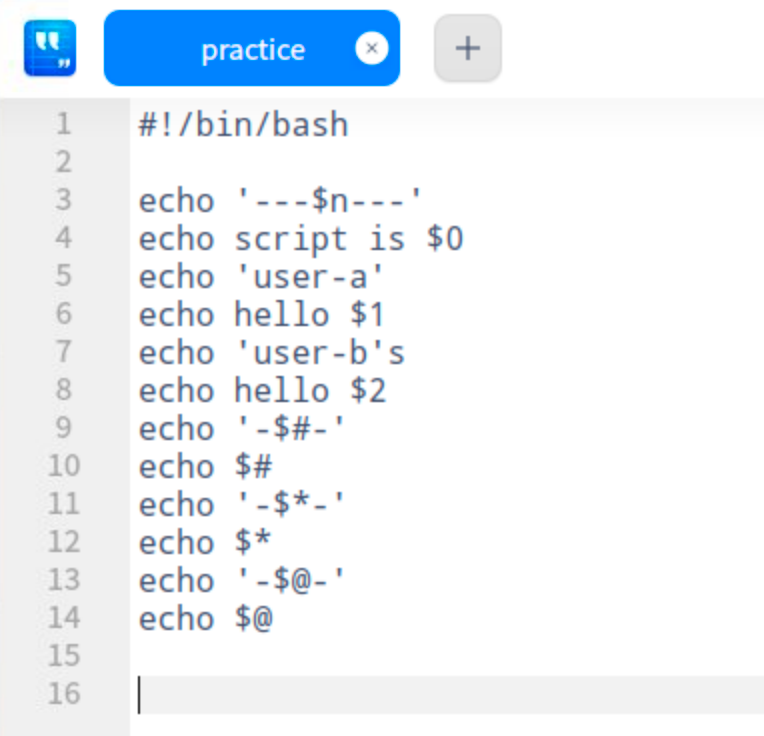 practice
1 #!/bin/bash
2
3 echo '---$n---'
4 echo script is $0
5 echo 'user-a'
6 echo hello $1
7 echo 'user-b's
8 echo hello $2
9 echo '-$#-'
10 echo $#
11 echo '-$*-'
12 echo $*
13 echo '-$@-'
14 echo $@
15
16